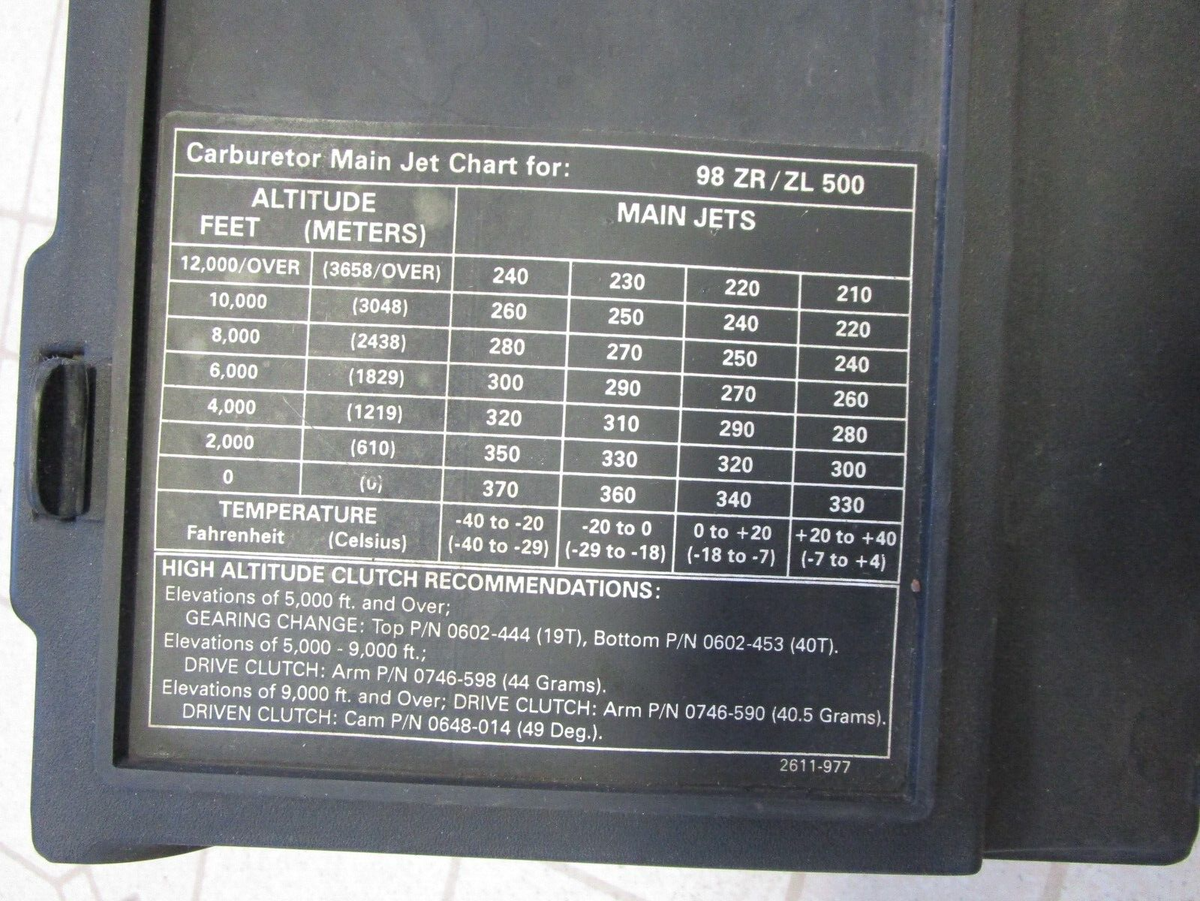 Carburetor Main Jet Chart for: 98 ZR/ZL 500
ALTITUDE
FEET (METERS)
MAIN JETS
12,000/OVER (3658/OVER) 240 230 220 210
10,000 (3048) 260 250 240 220
8,000 (2438) 280 270 250 240
6,000 (1829) 300 290 270 260
4,000 (1219) 320 310 290 280
2,000 (610) 350 330 320 300
0 (0) 370 360 340 330
TEMPERATURE -40 to -20 -20 to 0 0 to +20 +20 to +40
Fahrenheit (Celsius) (-40 to -29) (-29 to -18) (-18 to -7) (-7 to +4)
HIGH ALTITUDE CLUTCH RECOMMENDATIONS:
Elevations of 5,000 ft. and Over;
GEARING CHANGE: Top P/N 0602-444 (19T), Bottom P/N 0602-453 (40T).
Elevations of 5,000 - 9,000 ft.;
DRIVE CLUTCH: Arm P/N 0746-598 (44 Grams).
Elevations of 9,000 ft. and Over; DRIVE CLUTCH: Arm P/N 0746-590 (40.5 Grams).
DRIVEN CLUTCH: Cam P/N 0648-014 (49 Deg.).
2611-977